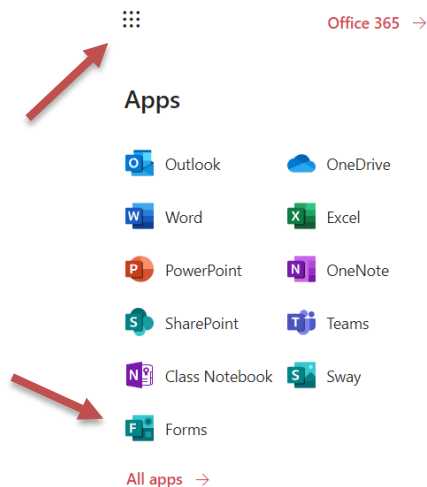 Office 365 →
Apps
Outlook OneDrive
Word Excel
PowerPoint OneNote
SharePoint Teams
Class Notebook Sway
Forms
All apps →